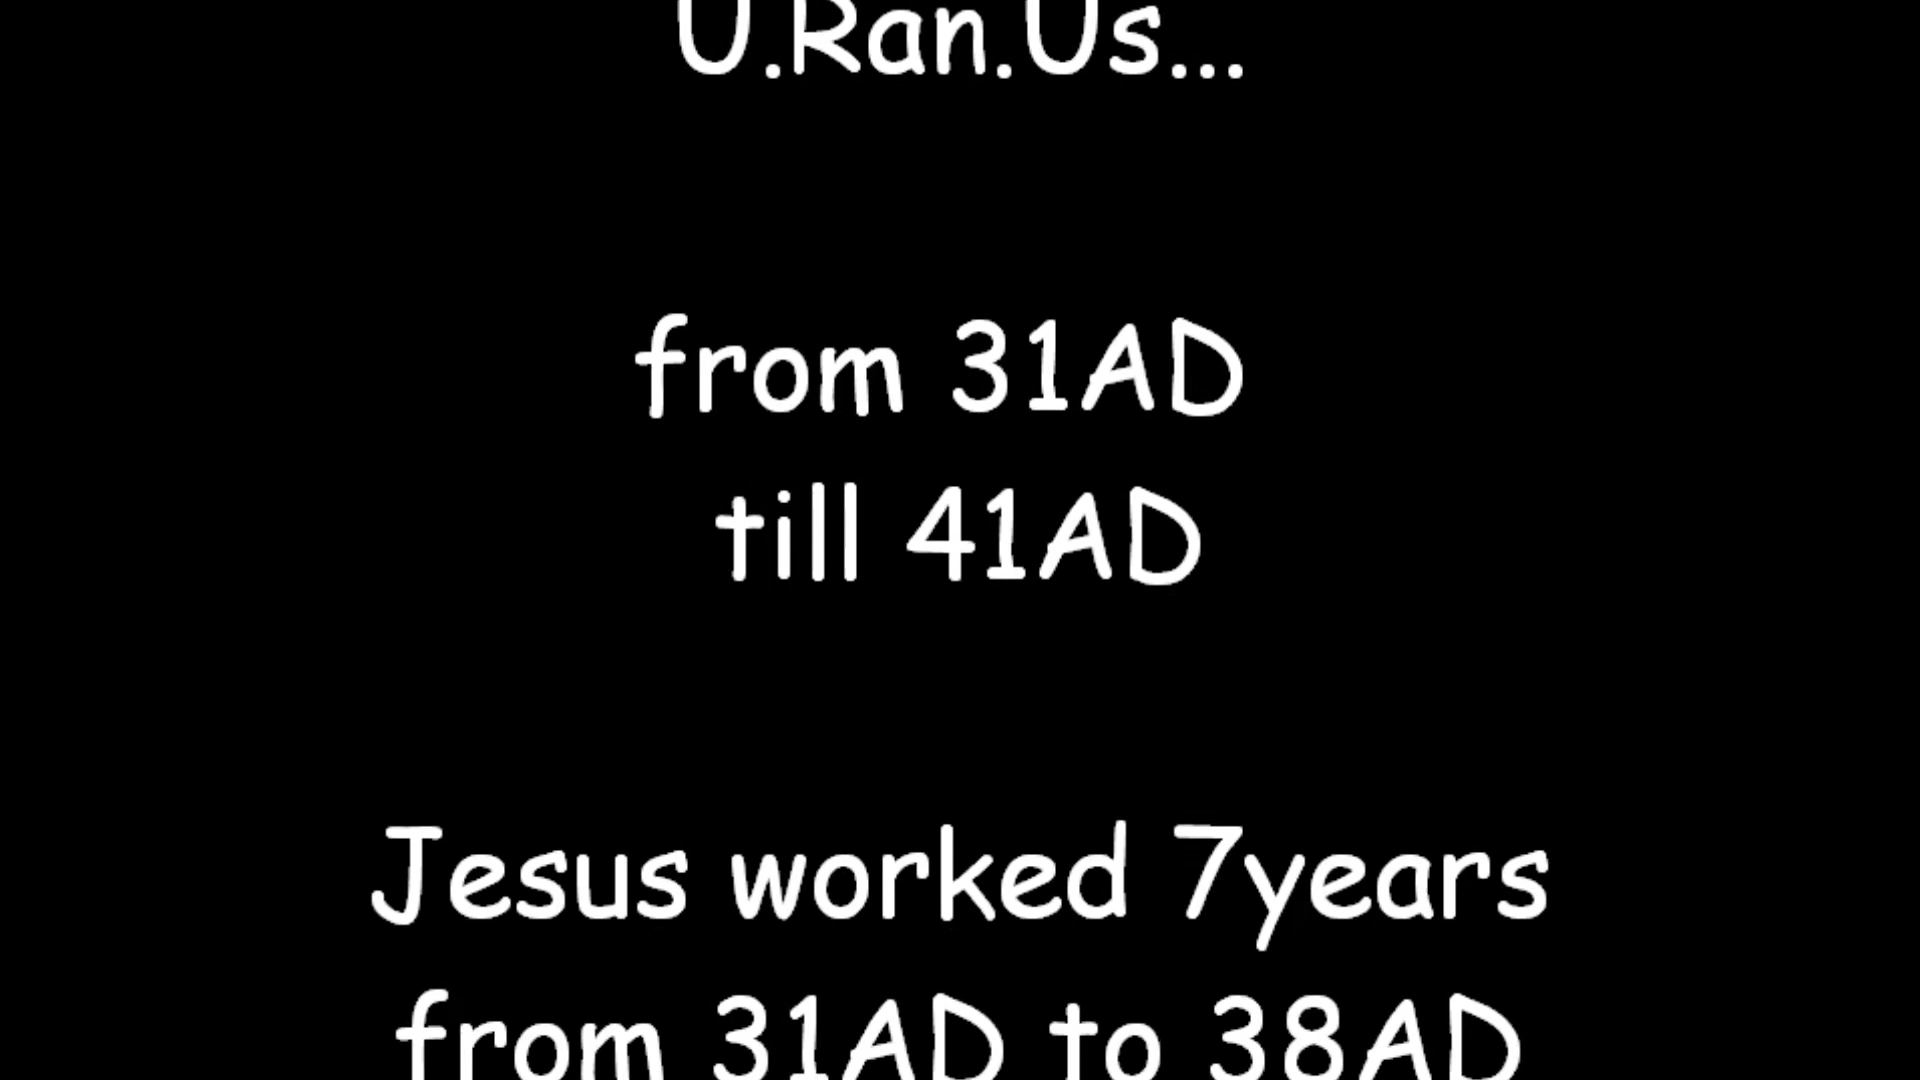 U.Ran.Us...
from 31AD
till 41AD
Jesus worked 7years
from 31AD to 38AD